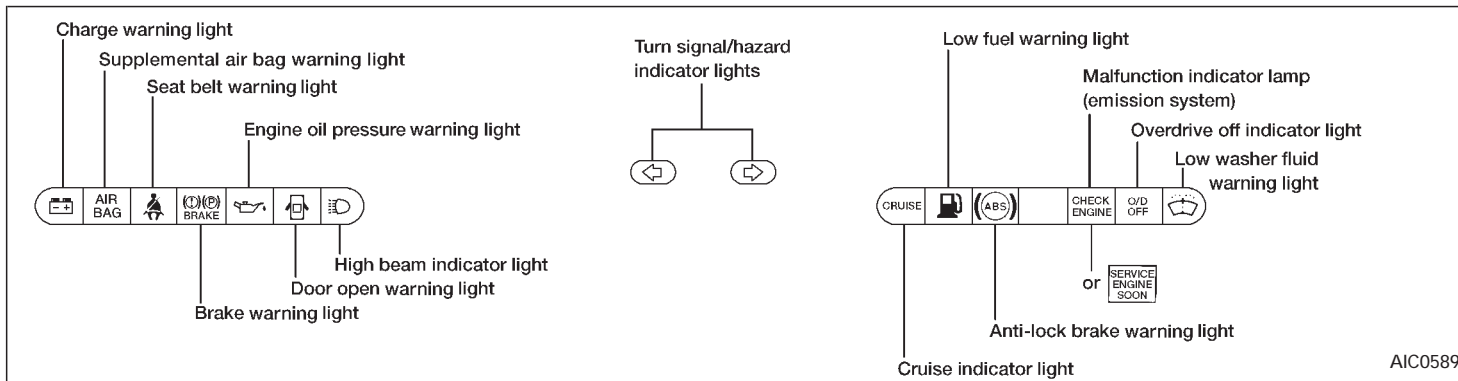 Charge warning light
Supplemental air bag warning light
Seat belt warning light
Engine oil pressure warning light
AIR
BAG
BRAKE
High beam indicator light
Door open warning light
Brake warning light
Turn signal/hazard
indicator lights
Low fuel warning light
Malfunction indicator lamp
(emission system)
Overdrive off indicator light
Low washer fluid
warning light
CRUISE
ABS
CHECK
ENGINE
O/D
OFF
or
SERVICE
ENGINE
SOON
Anti-lock brake warning light
Cruise indicator light
AIC0589